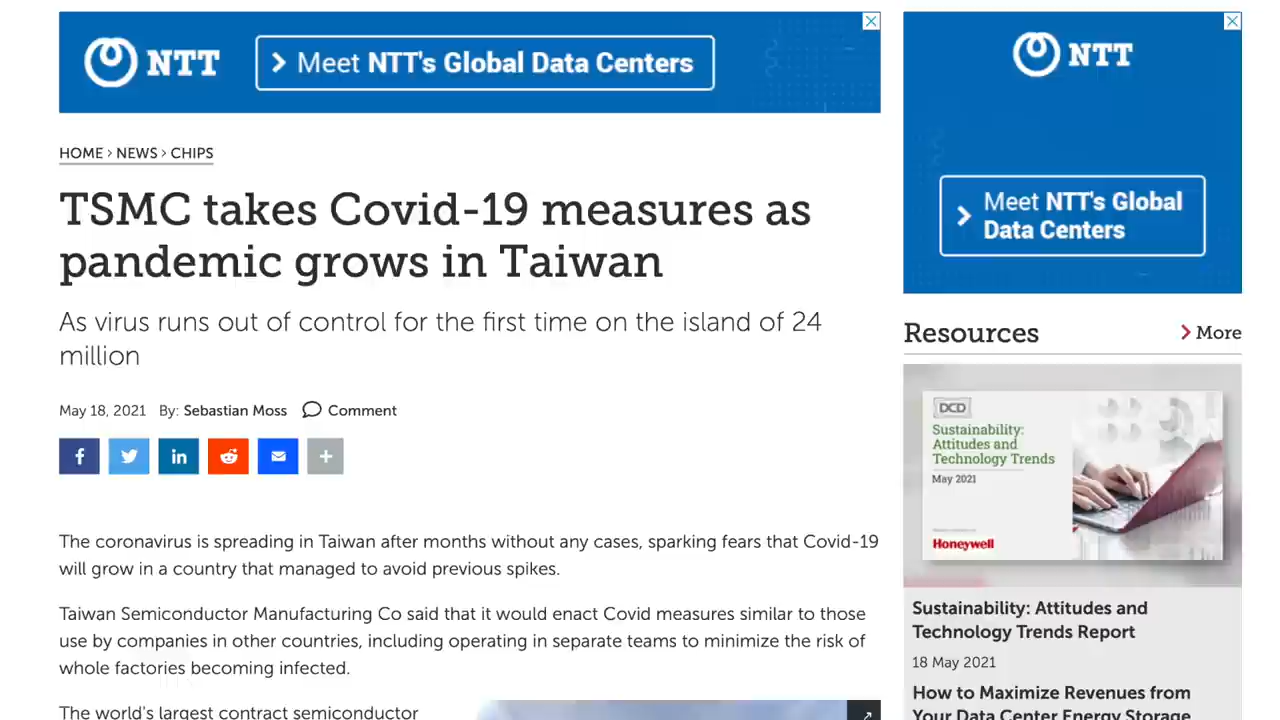 NTT
Meet NTT's Global Data Centers
NTT
Meet NTT's Global
Data Centers
HOME › NEWS › CHIPS
TSMC takes Covid-19 measures as
pandemic grows in Taiwan
As virus runs out of control for the first time on the island of 24
million
May 18, 2021 By: Sebastian Moss Comment
The coronavirus is spreading in Taiwan after months without any cases, sparking fears that Covid-19
will grow in a country that managed to avoid previous spikes.
Taiwan Semiconductor Manufacturing Co said that it would enact Covid measures similar to those
use by companies in other countries, including operating in separate teams to minimize the risk of
whole factories becoming infected.
The world's largest contract semiconductor
Resources
More
DCD
Sustainability:
Attitudes and
Technology Trends
May 2021
Honeywell
Sustainability: Attitudes and
Technology Trends Report
18 May 2021
How to Maximize Revenues from
Your Data Center Energy Storage